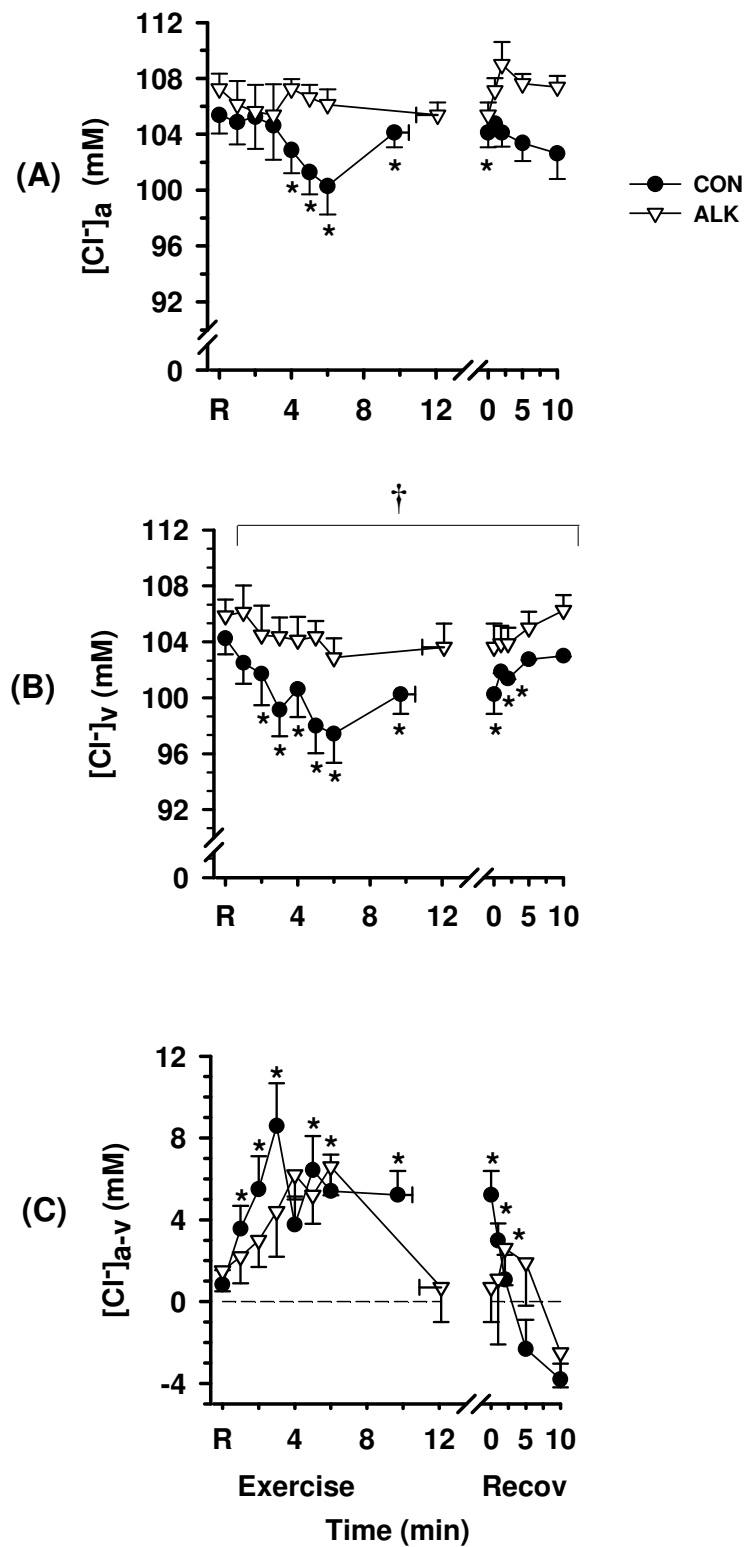 112
108
104
100
96
92
0
(A)
[Cl⁻]a (mM)
R 4 8 12 0 5 10
CON
ALK
* * * * *
†
112
108
104
100
96
92
0
(B)
[Cl⁻]v (mM)
R 4 8 12 0 5 10
* * * * * * * * *
12
8
4
0
-4
(C)
[Cl⁻]a-v (mM)
* * * * * * * * *
R 4 8 12 0 5 10
Exercise Recov
Time (min)